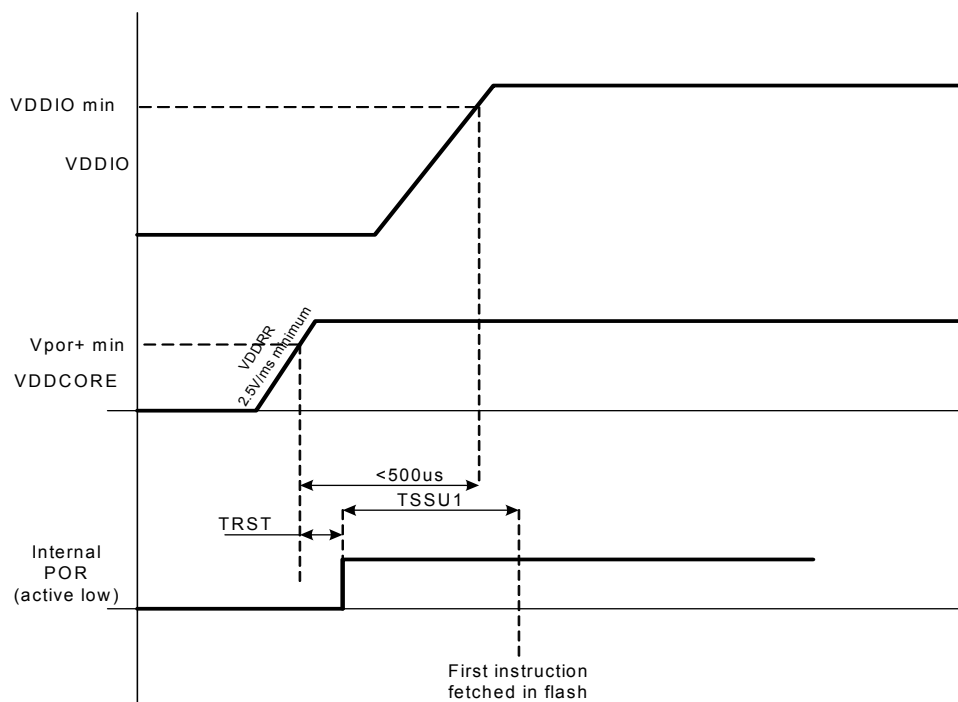 VDDIO min
VDDIO
Vpor+ min
VDDCORE
VDDRR
2.5V/ms minimum
<500us
TSSU1
TRST
Internal
POR
(active low)
First instruction
fetched in flash